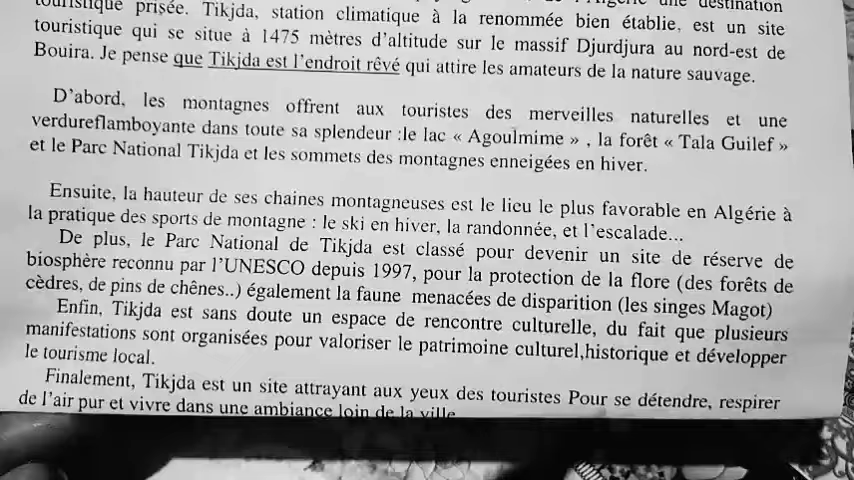 touristique prisée. Tikjda, station climatique à la renommée bien établie, est un site
touristique qui se situe à 1475 mètres d'altitude sur le massif Djurdjura au nord-est de
Bouira. Je pense que Tikjda est l'endroit rêvé qui attire les amateurs de la nature sauvage.
D'abord, les montagnes offrent aux touristes des merveilles naturelles et une
verdureflamboyante dans toute sa splendeur :le lac « Agoulmime » , la forêt « Tala Guilef »
et le Parc National Tikjda et les sommets des montagnes enneigées en hiver.
Ensuite, la hauteur de ses chaines montagneuses est le lieu le plus favorable en Algérie à
la pratique des sports de montagne : le ski en hiver, la randonnée, et l'escalade...
De plus, le Parc National de Tikjda est classé pour devenir un site de réserve de
biosphère reconnu par l'UNESCO depuis 1997, pour la protection de la flore (des forêts de
cèdres, de pins de chênes..) également la faune menacées de disparition (les singes Magot)
Enfin, Tikjda est sans doute un espace de rencontre culturelle, du fait que plusieurs
manifestations sont organisées pour valoriser le patrimoine culturel,historique et développer
le tourisme local.
Finalement, Tikjda est un site attrayant aux yeux des touristes Pour se détendre, respirer
de l'air pur et vivre dans une ambiance loin de la ville